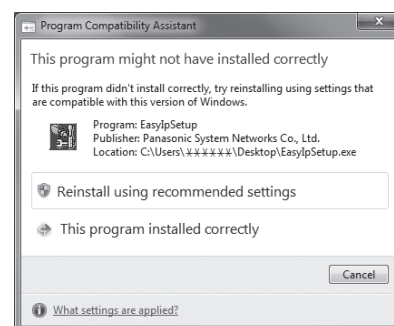 Program Compatibility Assistant
This program might not have installed correctly
If this program didn't install correctly, try reinstalling using settings that
are compatible with this version of Windows.
Program: EasyIpSetup
Publisher: Panasonic System Networks Co., Ltd.
Location: C:\Users\¥¥¥¥¥¥\Desktop\EasyIpSetup.exe
Reinstall using recommended settings
This program installed correctly
Cancel
What settings are applied?